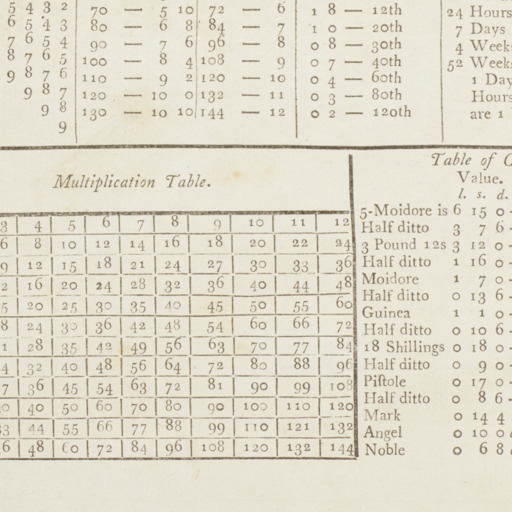 5 4 3 2
6 5 4 3
7 6 5 4
8 7 6 5
9 8 7 6
9 8 7
9 8
9
70 — 5 10
80 — 6 8
90 — 7 6
100 — 8 4
110 — 9 2
120 — 10 0
130 — 10 10
72 — 6
84 — 7
96 — 8
108 — 9
120 — 10
132 — 11
144 — 12
1 8 — 12th
1 0 — 20th
0 8 — 30th
0 7 — 40th
0 4 — 60th
0 3 — 80th
0 2 — 120th
24 Hours
7 Days
4 Weeks
52 Weeks
1 Day
Hours
are 1
Multiplication Table.
3 4 5 6 7 8 9 10 11 12
6 8 10 12 14 16 18 20 22 24
9 12 15 18 21 24 27 30 33 36
2 16 20 24 28 32 36 40 44 48
5 20 25 30 35 40 45 50 55 60
8 24 30 36 42 48 54 60 66 72
1 28 35 42 49 56 63 70 77 84
4 32 40 48 56 64 72 80 88 96
7 36 45 54 63 72 81 90 99 108
0 40 50 60 70 80 90 100 110 120
33 44 55 66 77 88 99 110 121 132
6 48 60 72 84 96 108 120 132 144
Table of C
Value.
l. s. d.
5-Moidore is 6 15 0
Half ditto 3 7 6
3 Pound 12s 3 12 0
Half ditto 1 16 0
Moidore 1 7 0
Half ditto 0 13 6
Guinea 1 1 0
Half ditto 0 10 6
18 Shillings 0 18 0
Half ditto 0 9 0
Piſtole 0 17 0
Half ditto 0 8 6
Mark 0 14 4
Angel 0 10 0
Noble 0 6 8